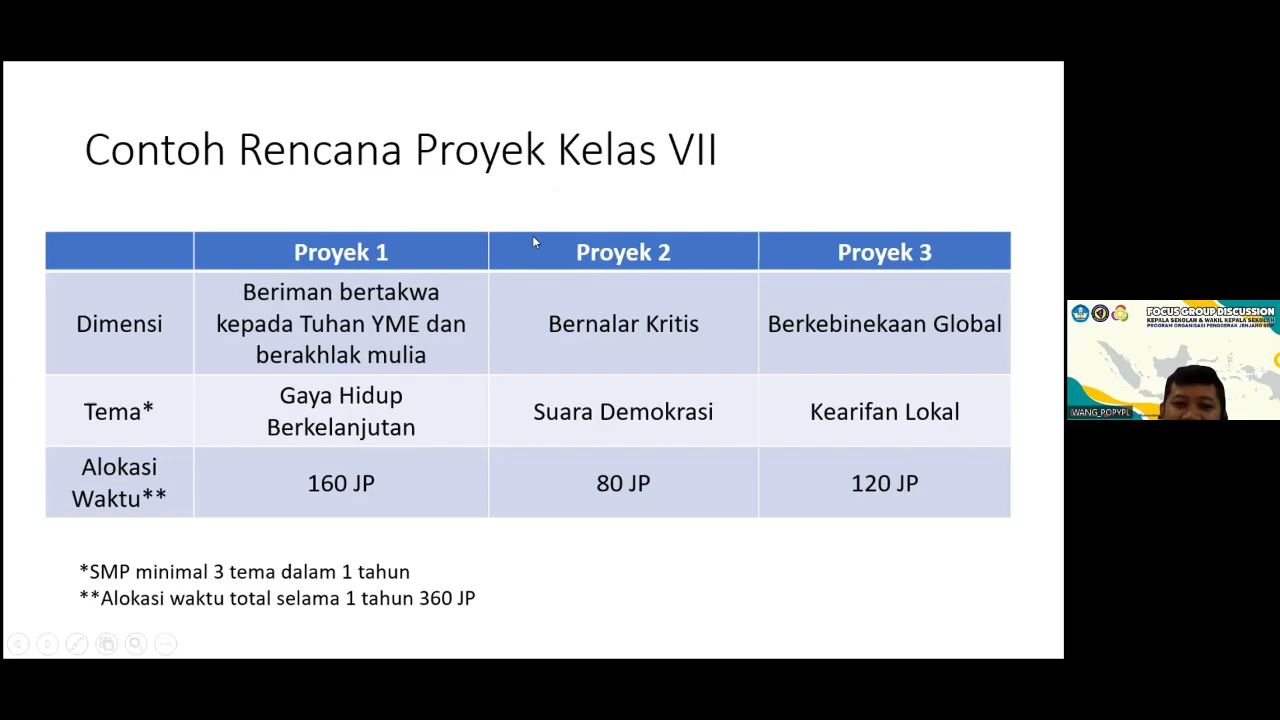 Contoh Rencana Proyek Kelas VII
Proyek 1 Proyek 2 Proyek 3
Dimensi
Beriman bertakwa
kepada Tuhan YME dan
berakhlak mulia
Bernalar Kritis
Berkebinekaan Global
Tema*
Gaya Hidup
Berkelanjutan
Suara Demokrasi
Kearifan Lokal
Alokasi
Waktu**
160 JP
80 JP
120 JP
*SMP minimal 3 tema dalam 1 tahun
**Alokasi waktu total selama 1 tahun 360 JP
FOCUS GROUP DISCUSSION
KEPALA SEKOLAH & WAKIL KEPALA SEKOLAH
PROGRAM ORGANISASI PENGGERAK JENJANG SMP